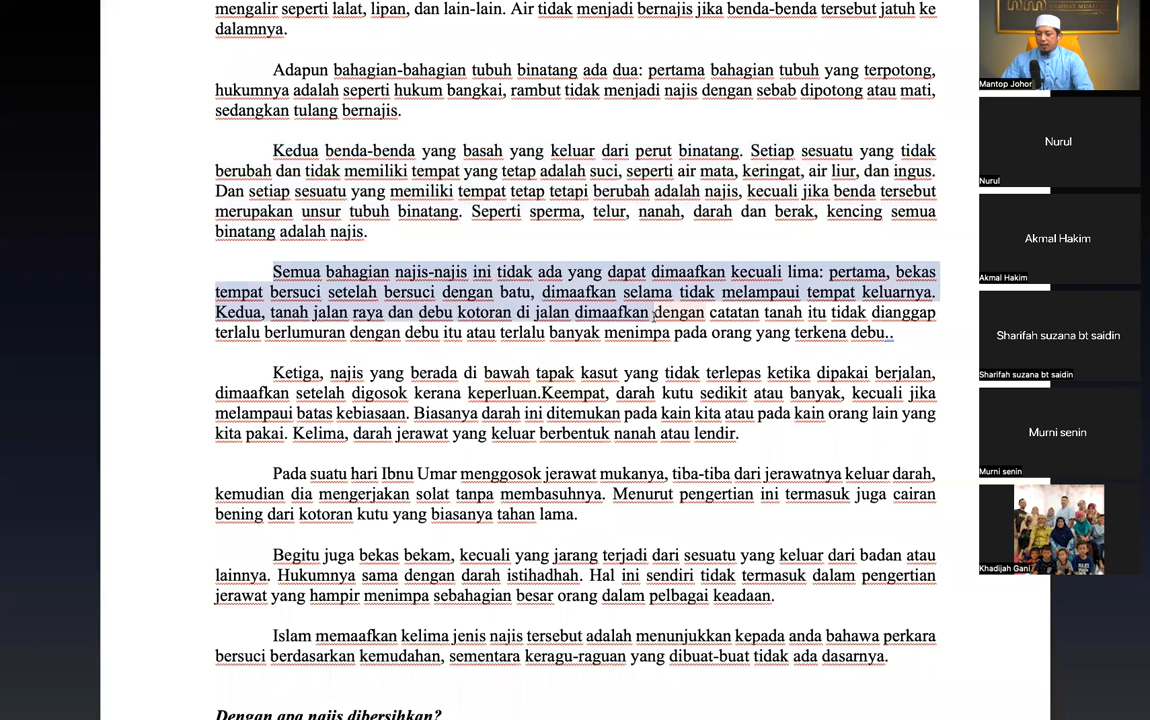 mengalir seperti lalat, lipan, dan lain-lain. Air tidak menjadi bernajis jika benda-benda tersebut jatuh ke
dalamnya.
Adapun bahagian-bahagian tubuh binatang ada dua: pertama bahagian tubuh yang terpotong,
hukumnya adalah seperti hukum bangkai, rambut tidak menjadi najis dengan sebab dipotong atau mati,
sedangkan tulang bernajis.
Kedua benda-benda yang basah yang keluar dari perut binatang. Setiap sesuatu yang tidak
berubah dan tidak memiliki tempat yang tetap adalah suci, seperti air mata, keringat, air liur, dan ingus.
Dan setiap sesuatu yang memiliki tempat tetap tetapi berubah adalah najis, kecuali jika benda tersebut
merupakan unsur tubuh binatang. Seperti sperma, telur, nanah, darah dan berak, kencing semua
binatang adalah najis.
Semua bahagian najis-najis ini tidak ada yang dapat dimaafkan kecuali lima: pertama, bekas
tempat bersuci setelah bersuci dengan batu, dimaafkan selama tidak melampaui tempat keluarnya.
Kedua, tanah jalan raya dan debu kotoran di jalan dimaafkan dengan catatan tanah itu tidak dianggap
terlalu berlumuran dengan debu itu atau terlalu banyak menimpa pada orang yang terkena debu..
Ketiga, najis yang berada di bawah tapak kasut yang tidak terlepas ketika dipakai berjalan,
dimaafkan setelah digosok kerana keperluan.Keempat, darah kutu sedikit atau banyak, kecuali jika
melampaui batas kebiasaan. Biasanya darah ini ditemukan pada kain kita atau pada kain orang lain yang
kita pakai. Kelima, darah jerawat yang keluar berbentuk nanah atau lendir.
Pada suatu hari Ibnu Umar menggosok jerawat mukanya, tiba-tiba dari jerawatnya keluar darah,
kemudian dia mengerjakan solat tanpa membasuhnya. Menurut pengertian ini termasuk juga cairan
bening dari kotoran kutu yang biasanya tahan lama.
Begitu juga bekas bekam, kecuali yang jarang terjadi dari sesuatu yang keluar dari badan atau
lainnya. Hukumnya sama dengan darah istihadhah. Hal ini sendiri tidak termasuk dalam pengertian
jerawat yang hampir menimpa sebahagian besar orang dalam pelbagai keadaan.
Islam memaafkan kelima jenis najis tersebut adalah menunjukkan kepada anda bahawa perkara
bersuci berdasarkan kemudahan, sementara keragu-raguan yang dibuat-buat tidak ada dasarnya.
Dengan apa najis dibersihkan?
Mantop Johor
Nurul
Nurul
Akmal Hakim
Akmal Hakim
Sharifah suzana bt saidin
Sharifah suzana bt saidin
Murni senin
Murni senin
Khadijah Gani